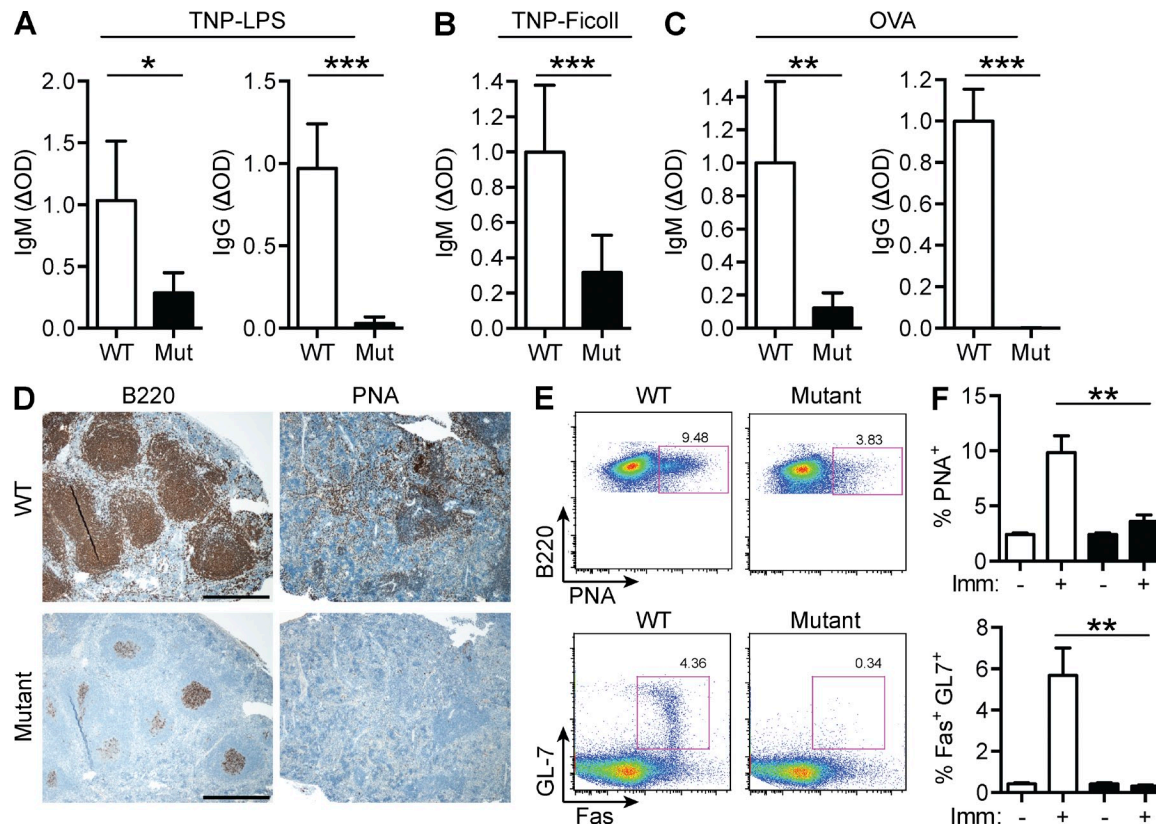 A
TNP-LPS
*
IgM (ΔOD)
2.0
1.5
1.0
0.5
0.0
WT Mut
***
IgG (ΔOD)
1.5
1.0
0.5
0.0
WT Mut
B
TNP-Ficoll
***
IgM (ΔOD)
1.4
1.2
1.0
0.8
0.6
0.4
0.2
0.0
WT Mut
C
OVA
**
IgM (ΔOD)
1.4
1.2
1.0
0.8
0.6
0.4
0.2
0.0
WT Mut
***
IgG (ΔOD)
1.2
1.0
0.8
0.6
0.4
0.2
0.0
WT Mut
D
B220 PNA
WT
Mutant
E
WT Mutant
9.48 3.83
B220
PNA
WT Mutant
4.36 0.34
GL-7
Fas
F
**
% PNA+
15
10
5
0
Imm: - + - +
**
% Fas+ GL7+
8
6
4
2
0
Imm: - + - +